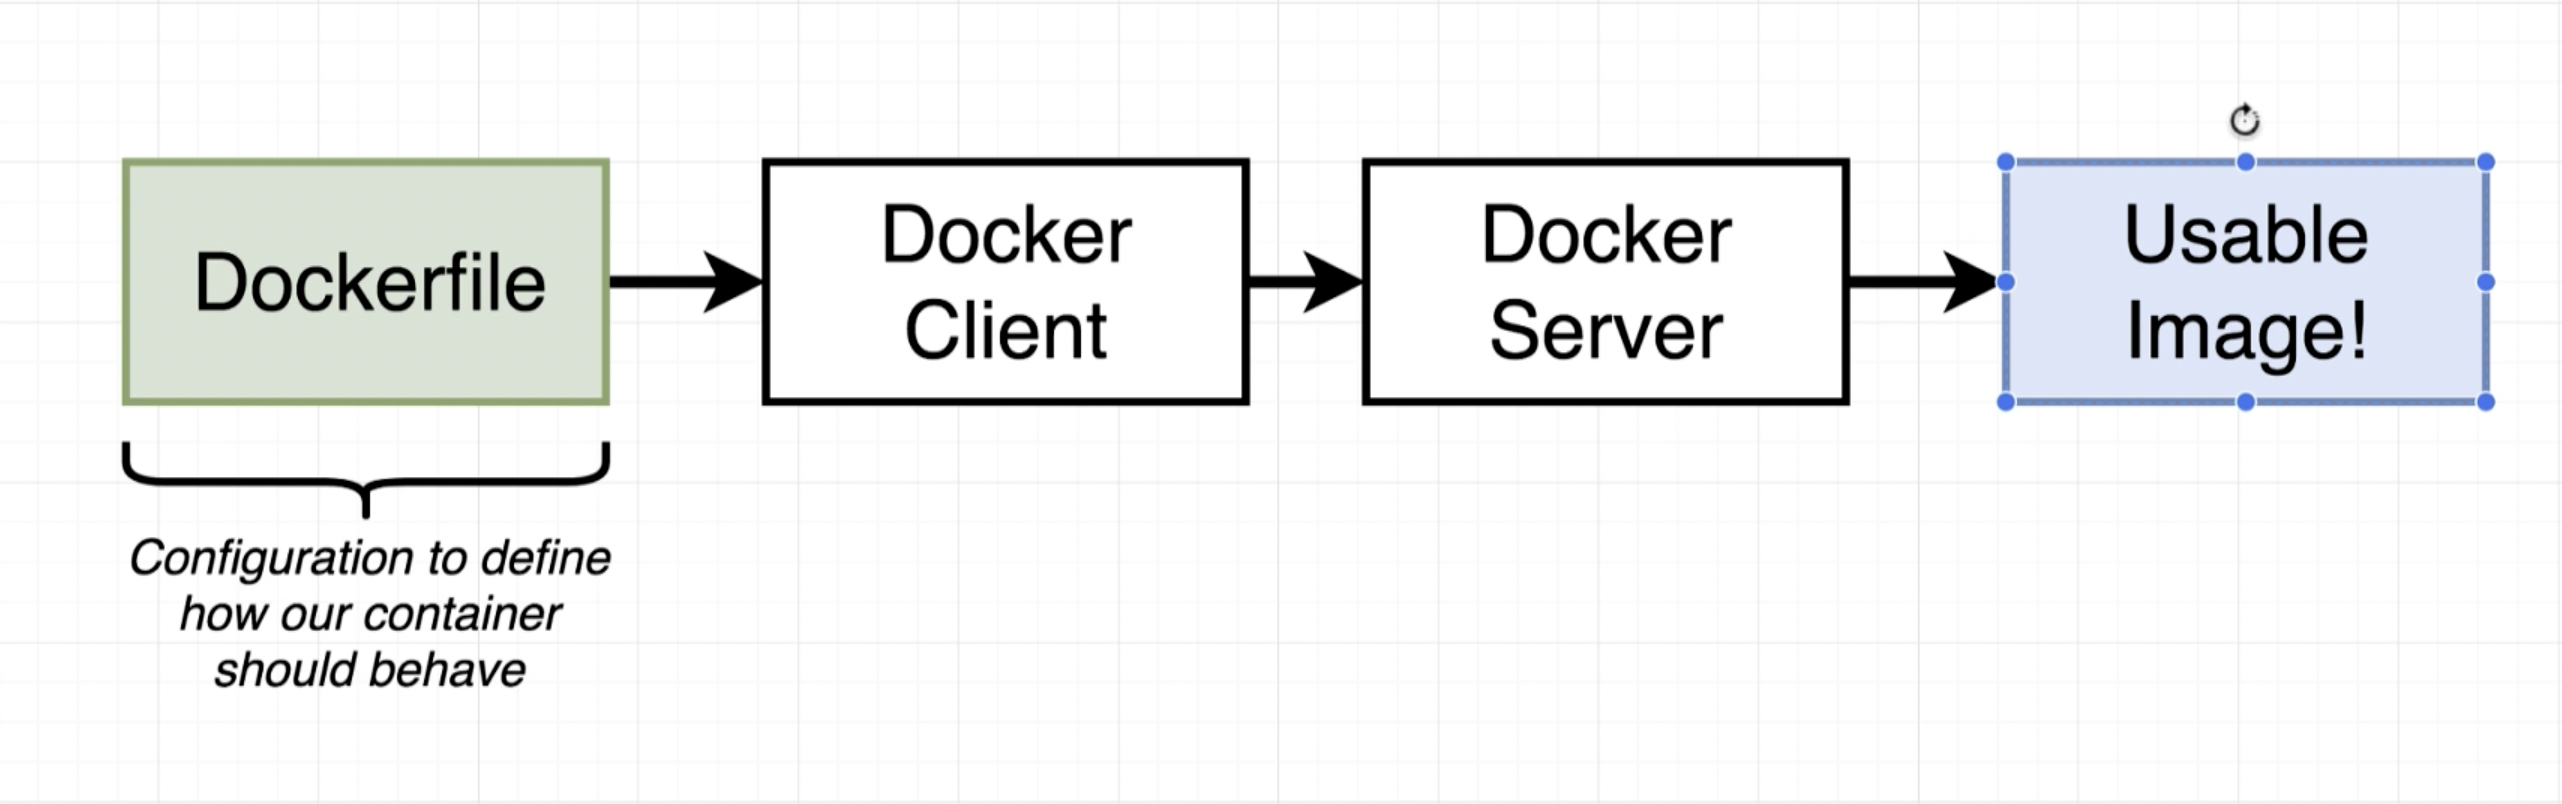 Dockerfile
Docker
Client
Docker
Server
Usable
Image!
Configuration to define
how our container
should behave